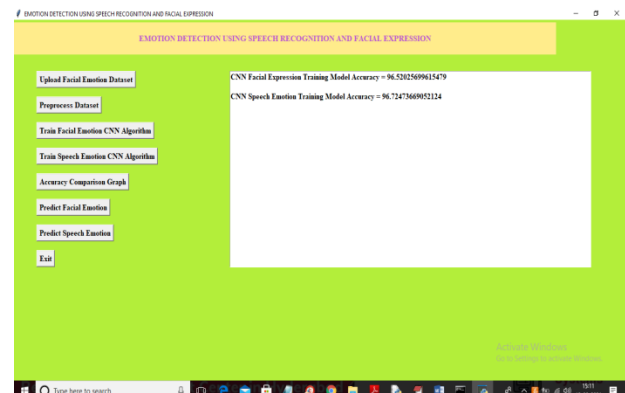 EMOTION DETECTION USING SPEECH RECOGNITION AND FACIAL EXPRESSION
EMOTION DETECTION USING SPEECH RECOGNITION AND FACIAL EXPRESSION
Upload Facial Emotion Dataset
Preprocess Dataset
Train Facial Emotion CNN Algorithm
Train Speech Emotion CNN Algorithm
Accuracy Comparison Graph
Predict Facial Emotion
Predict Speech Emotion
Exit
CNN Facial Expression Training Model Accuracy = 96.52025699615479
CNN Speech Emotion Training Model Accuracy = 96.72473669052124
Activate Windows
Go to Settings to activate Windows.
Type here to search
15:11